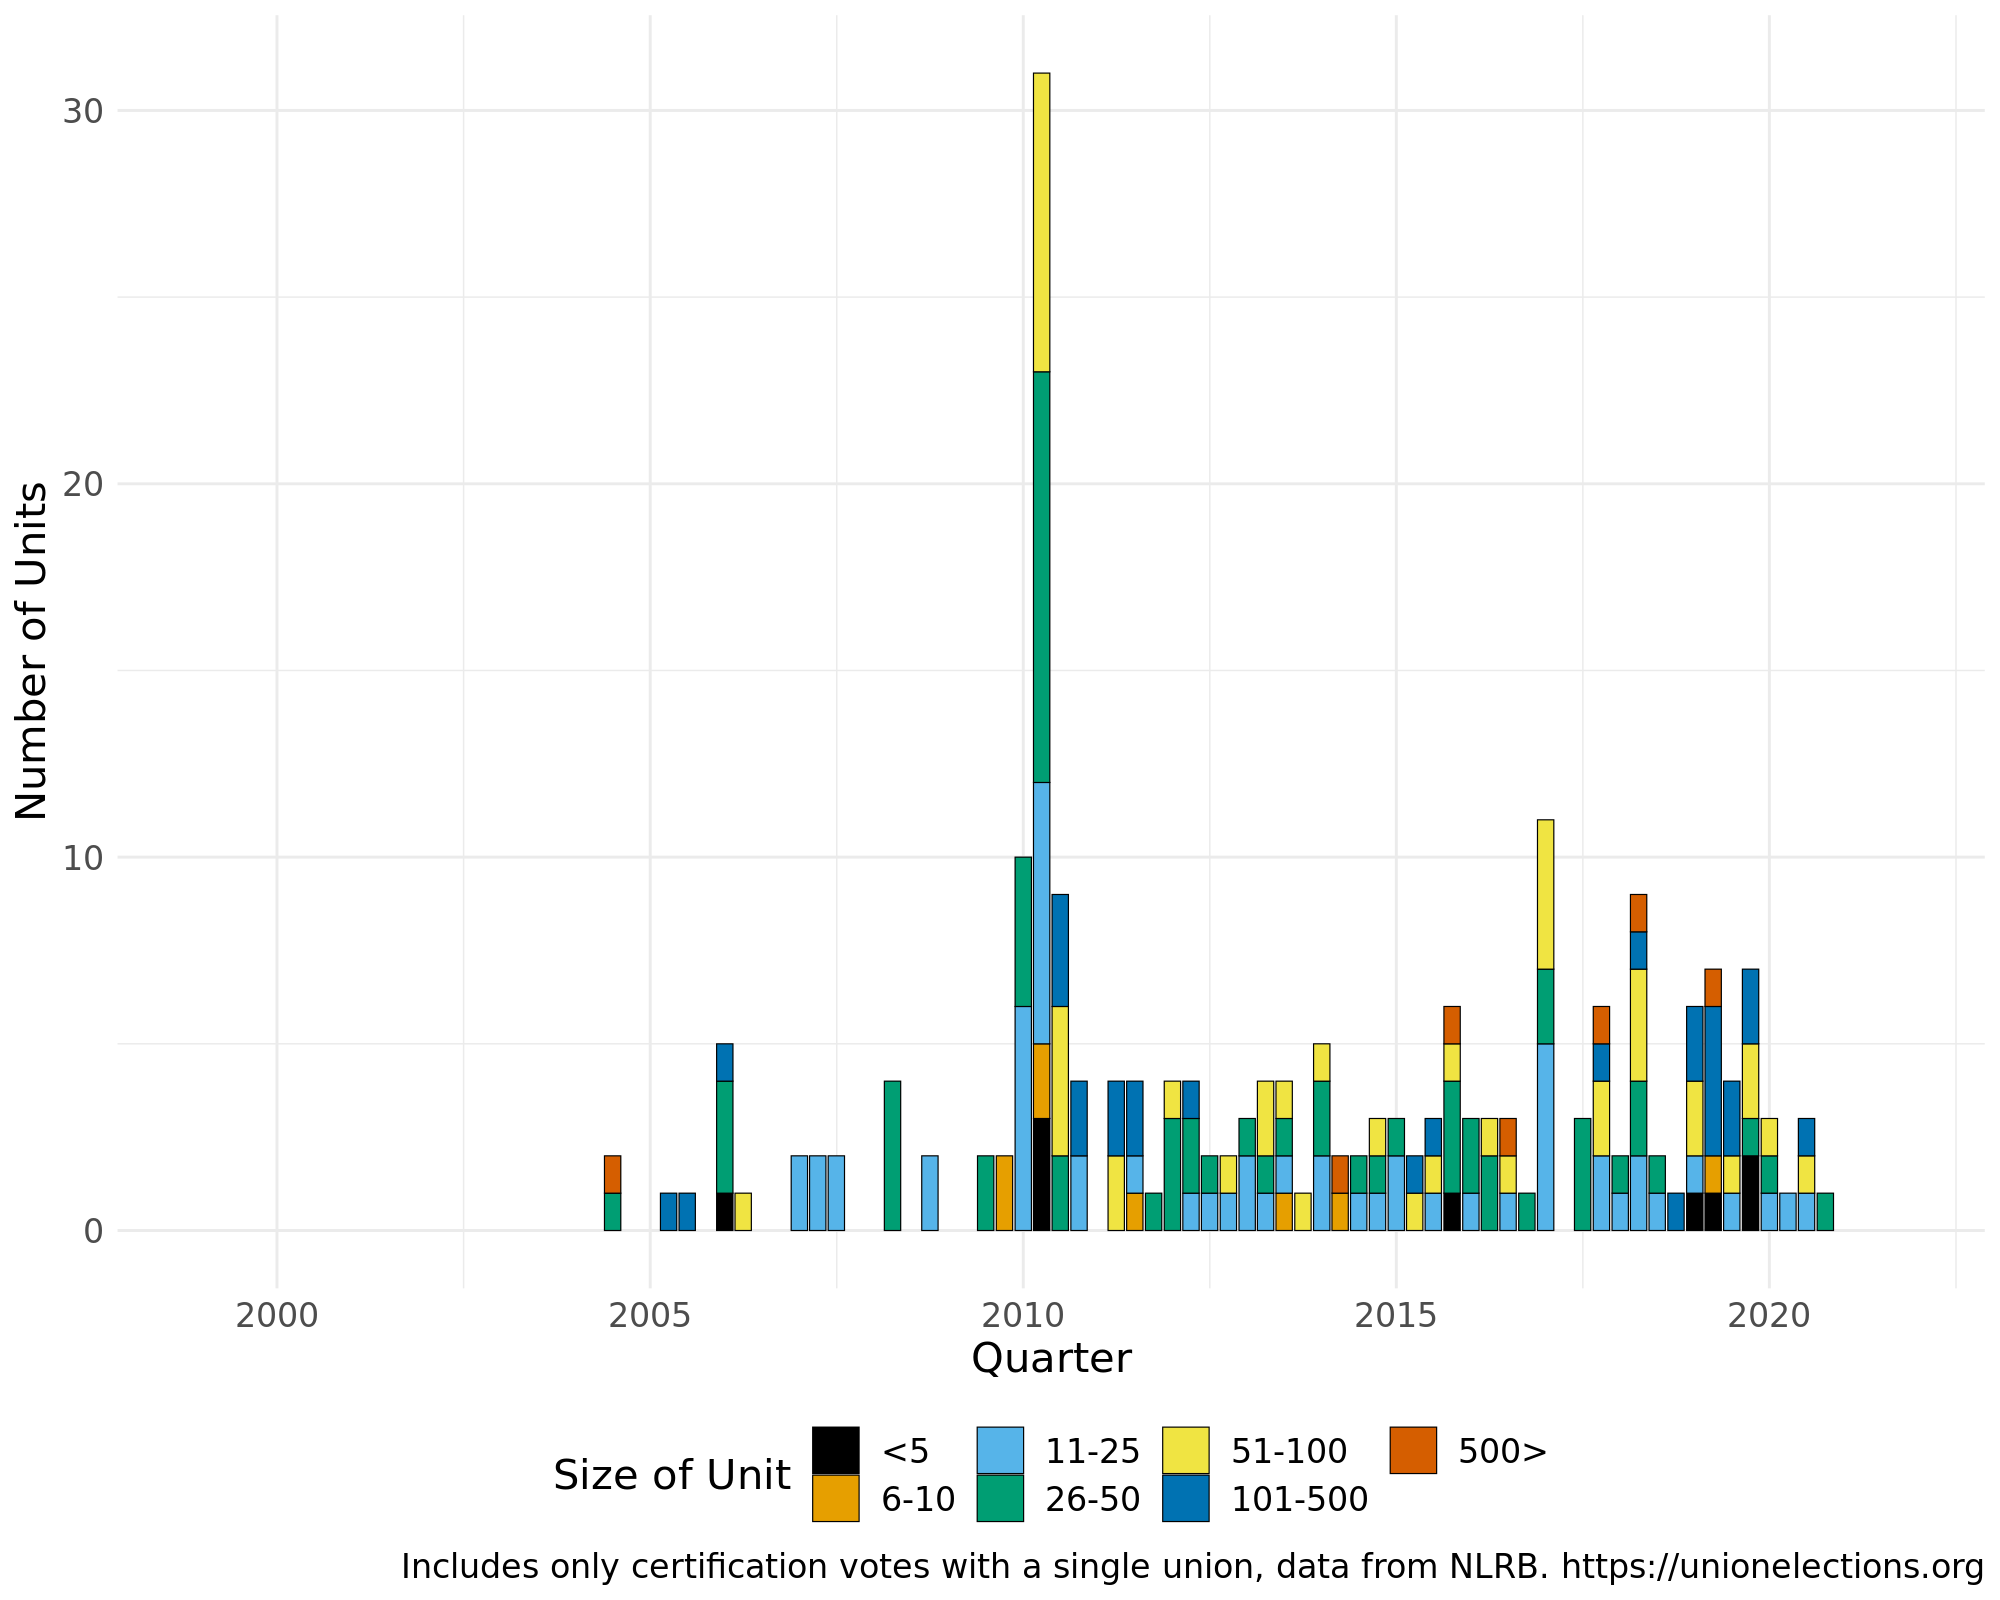 30
20
10
0
Number of Units
2000 2005 2010 2015 2020
Quarter
Size of Unit
<5 11-25 51-100 500>
6-10 26-50 101-500
Includes only certification votes with a single union, data from NLRB. https://unionelections.org